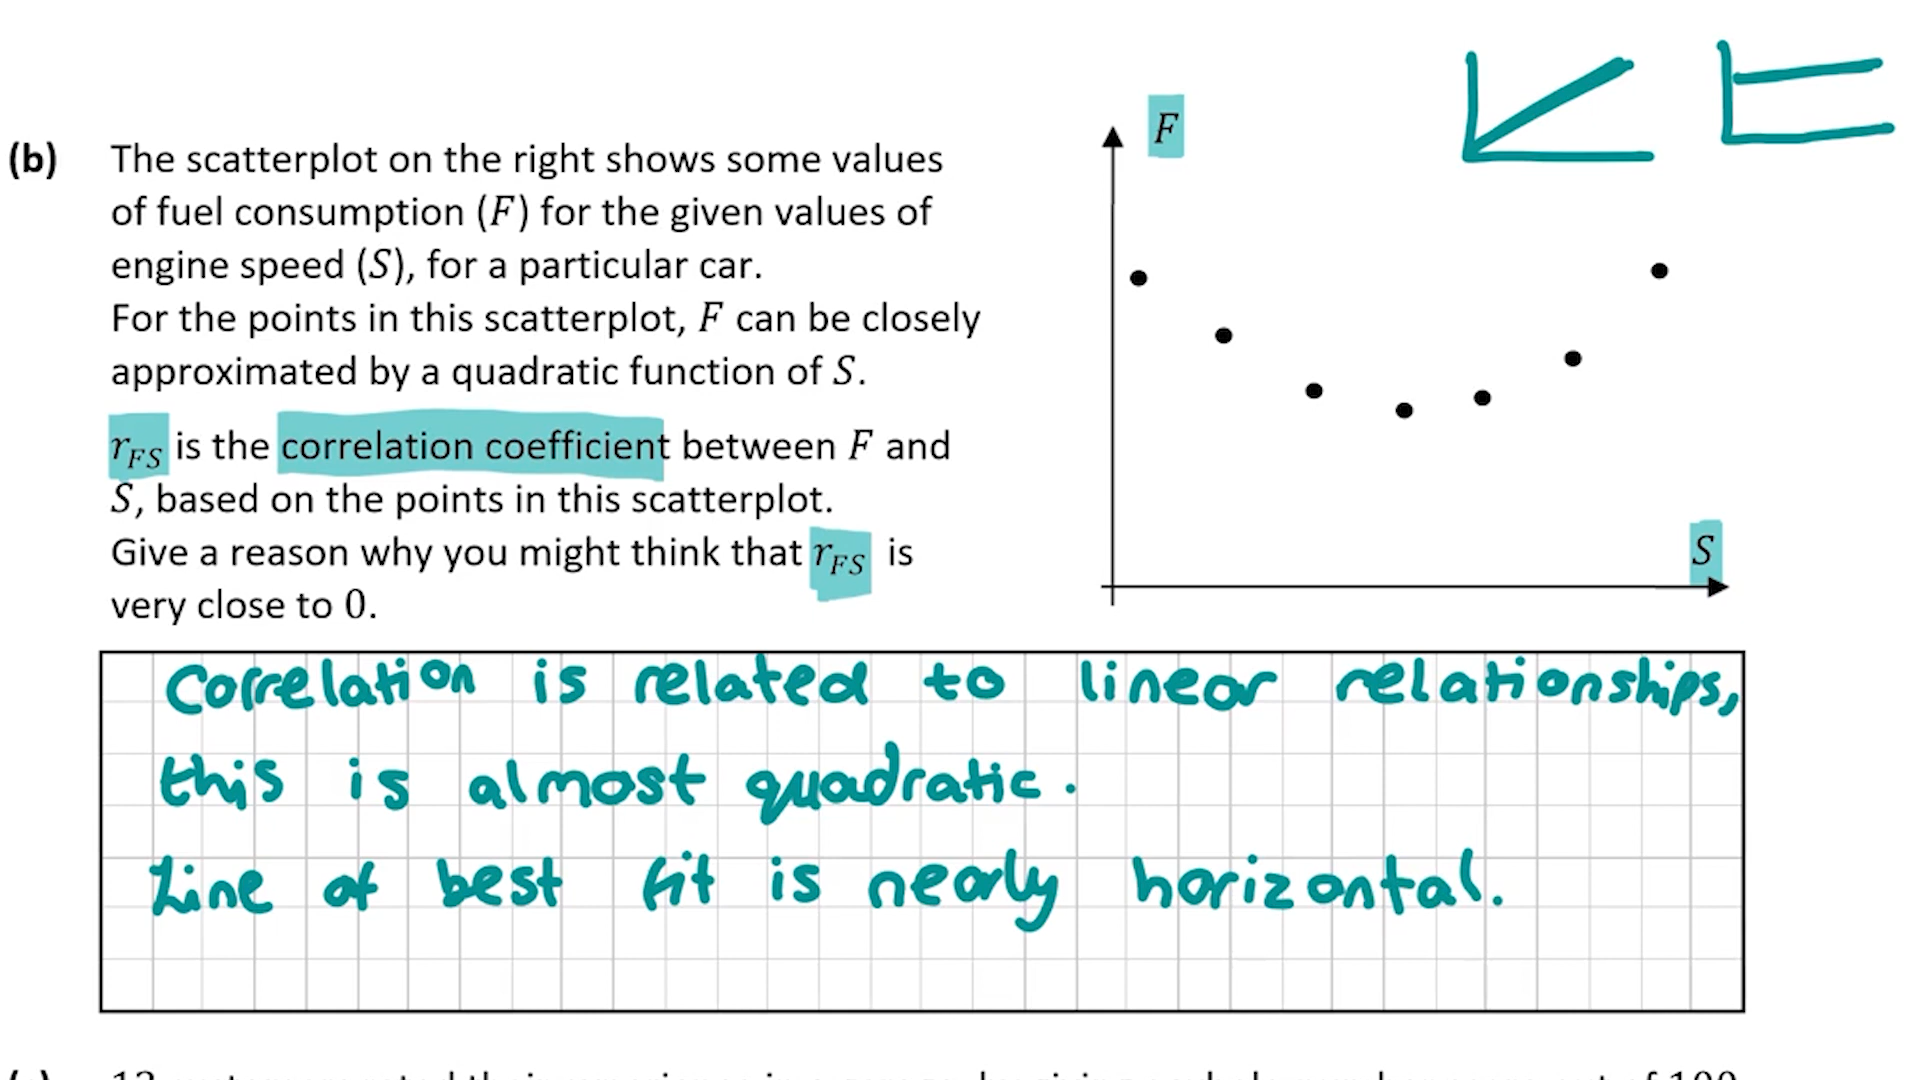 (b) The scatterplot on the right shows some values
of fuel consumption (F) for the given values of
engine speed (S), for a particular car.
For the points in this scatterplot, F can be closely
approximated by a quadratic function of S.
r_FS is the correlation coefficient between F and
S, based on the points in this scatterplot.
Give a reason why you might think that r_FS is
very close to 0.
F
S
Correlation is related to linear relationships,
this is almost quadratic.
Line of best fit is nearly horizontal.